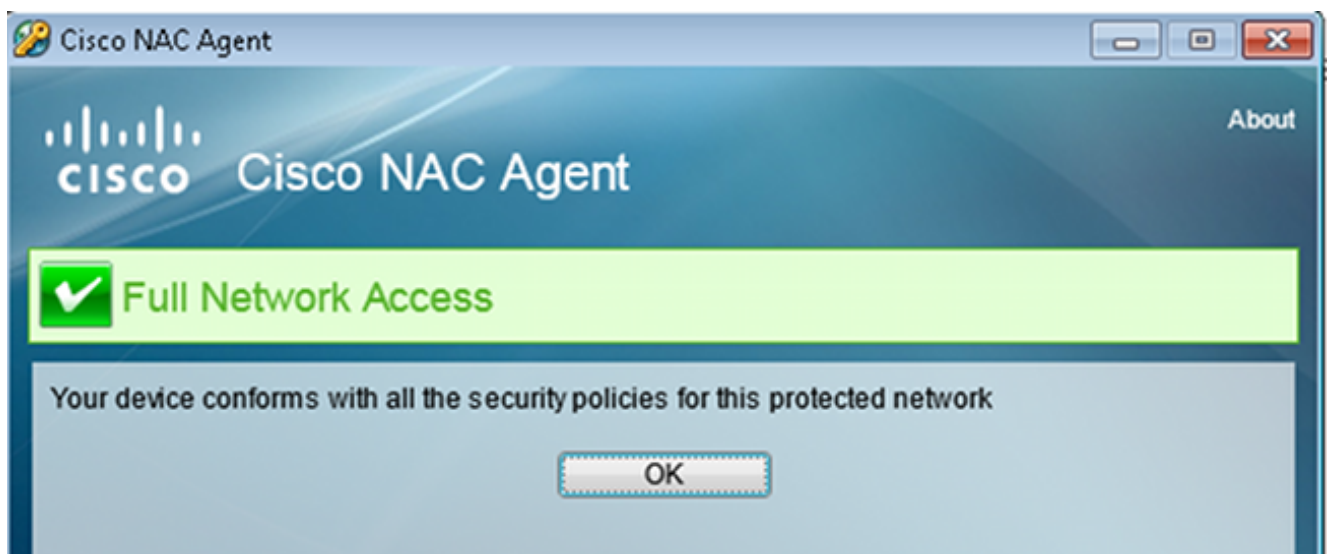 Cisco NAC Agent
About
CISCO Cisco NAC Agent
Full Network Access
Your device conforms with all the security policies for this protected network
OK